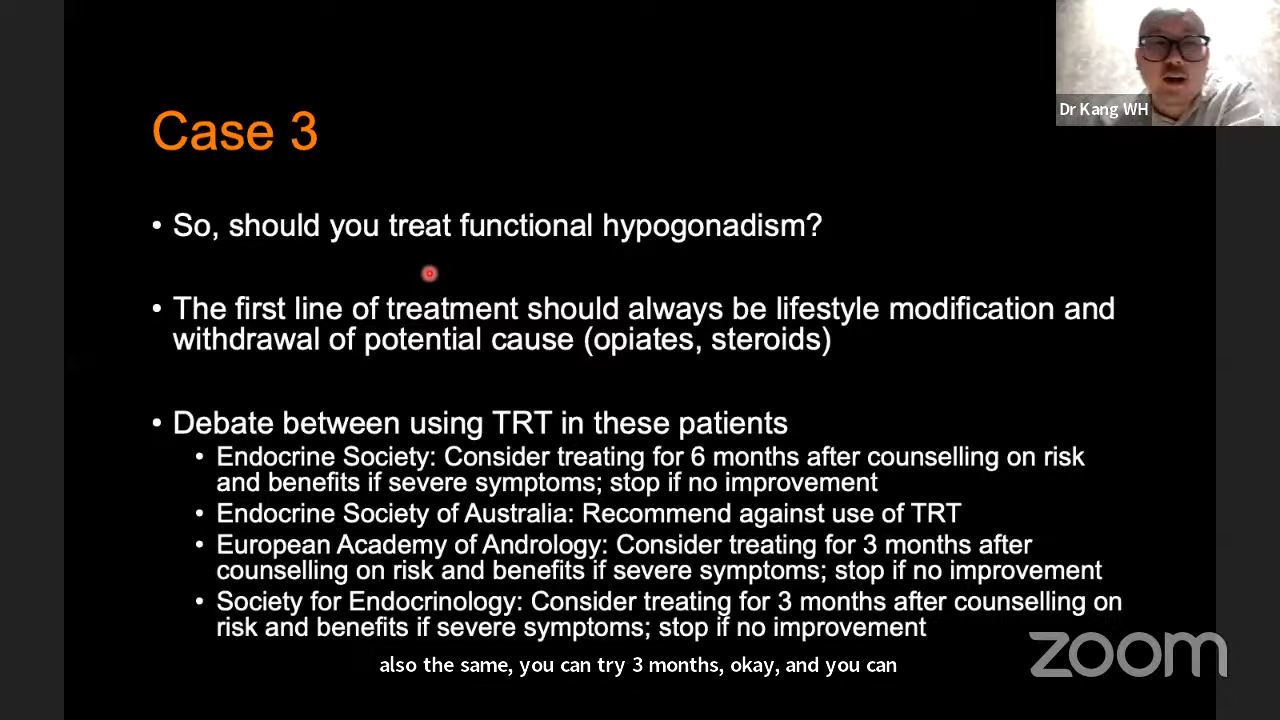 Dr Kang WH
Case 3
• So, should you treat functional hypogonadism?
• The first line of treatment should always be lifestyle modification and
withdrawal of potential cause (opiates, steroids)
• Debate between using TRT in these patients
• Endocrine Society: Consider treating for 6 months after counselling on risk
and benefits if severe symptoms; stop if no improvement
• Endocrine Society of Australia: Recommend against use of TRT
• European Academy of Andrology: Consider treating for 3 months after
counselling on risk and benefits if severe symptoms; stop if no improvement
• Society for Endocrinology: Consider treating for 3 months after counselling on
risk and benefits if severe symptoms; stop if no improvement
also the same, you can try 3 months, okay, and you can
zoom